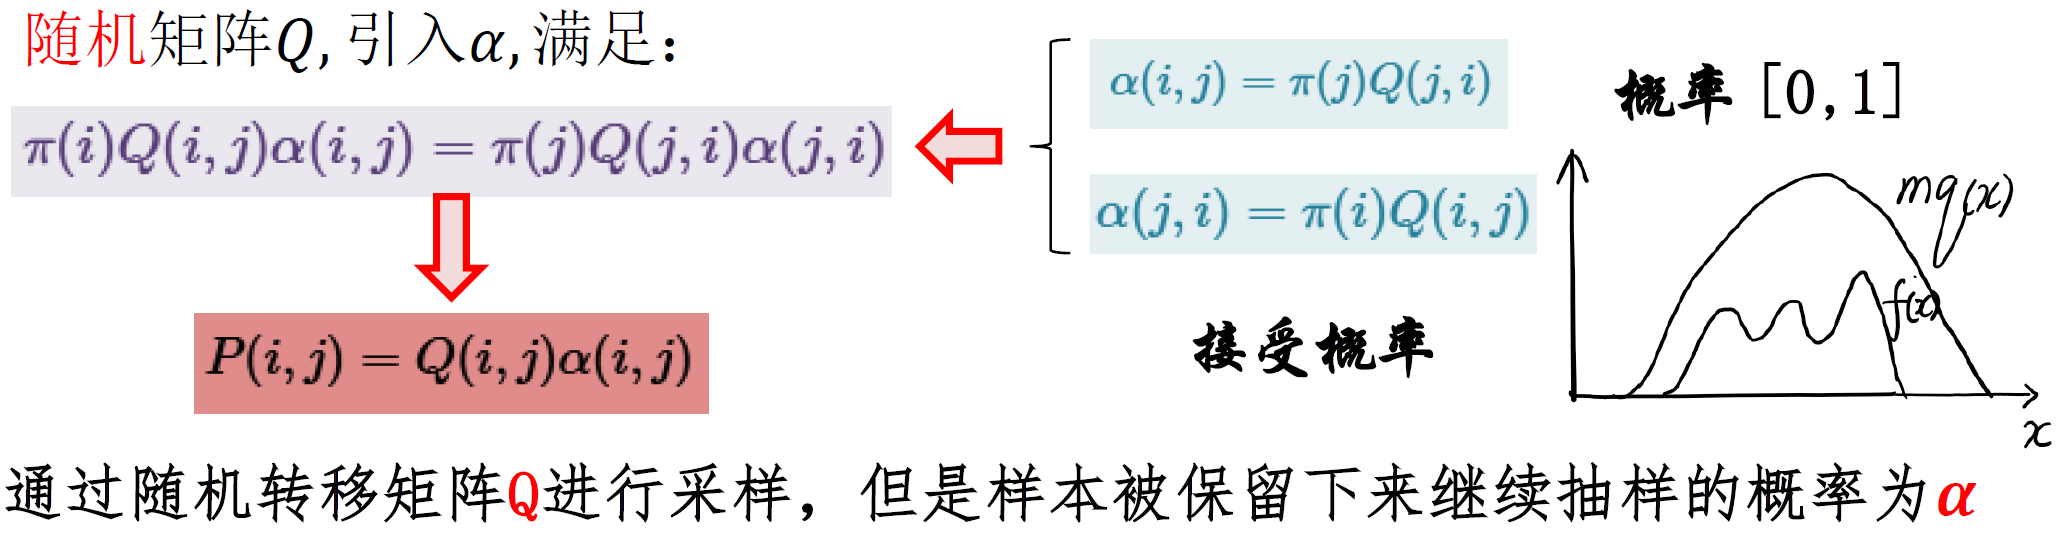 随机矩阵Q, 引入α, 满足：
π(i)Q(i, j)α(i, j) = π(j)Q(j, i)α(j, i)
P(i, j) = Q(i, j)α(i, j)
α(i, j) = π(j)Q(j, i)
α(j, i) = π(i)Q(i, j)
接受概率
概率 [0,1]
mq(x)
f(x)
x
通过随机转移矩阵Q进行采样，但是样本被保留下来继续抽样的概率为α